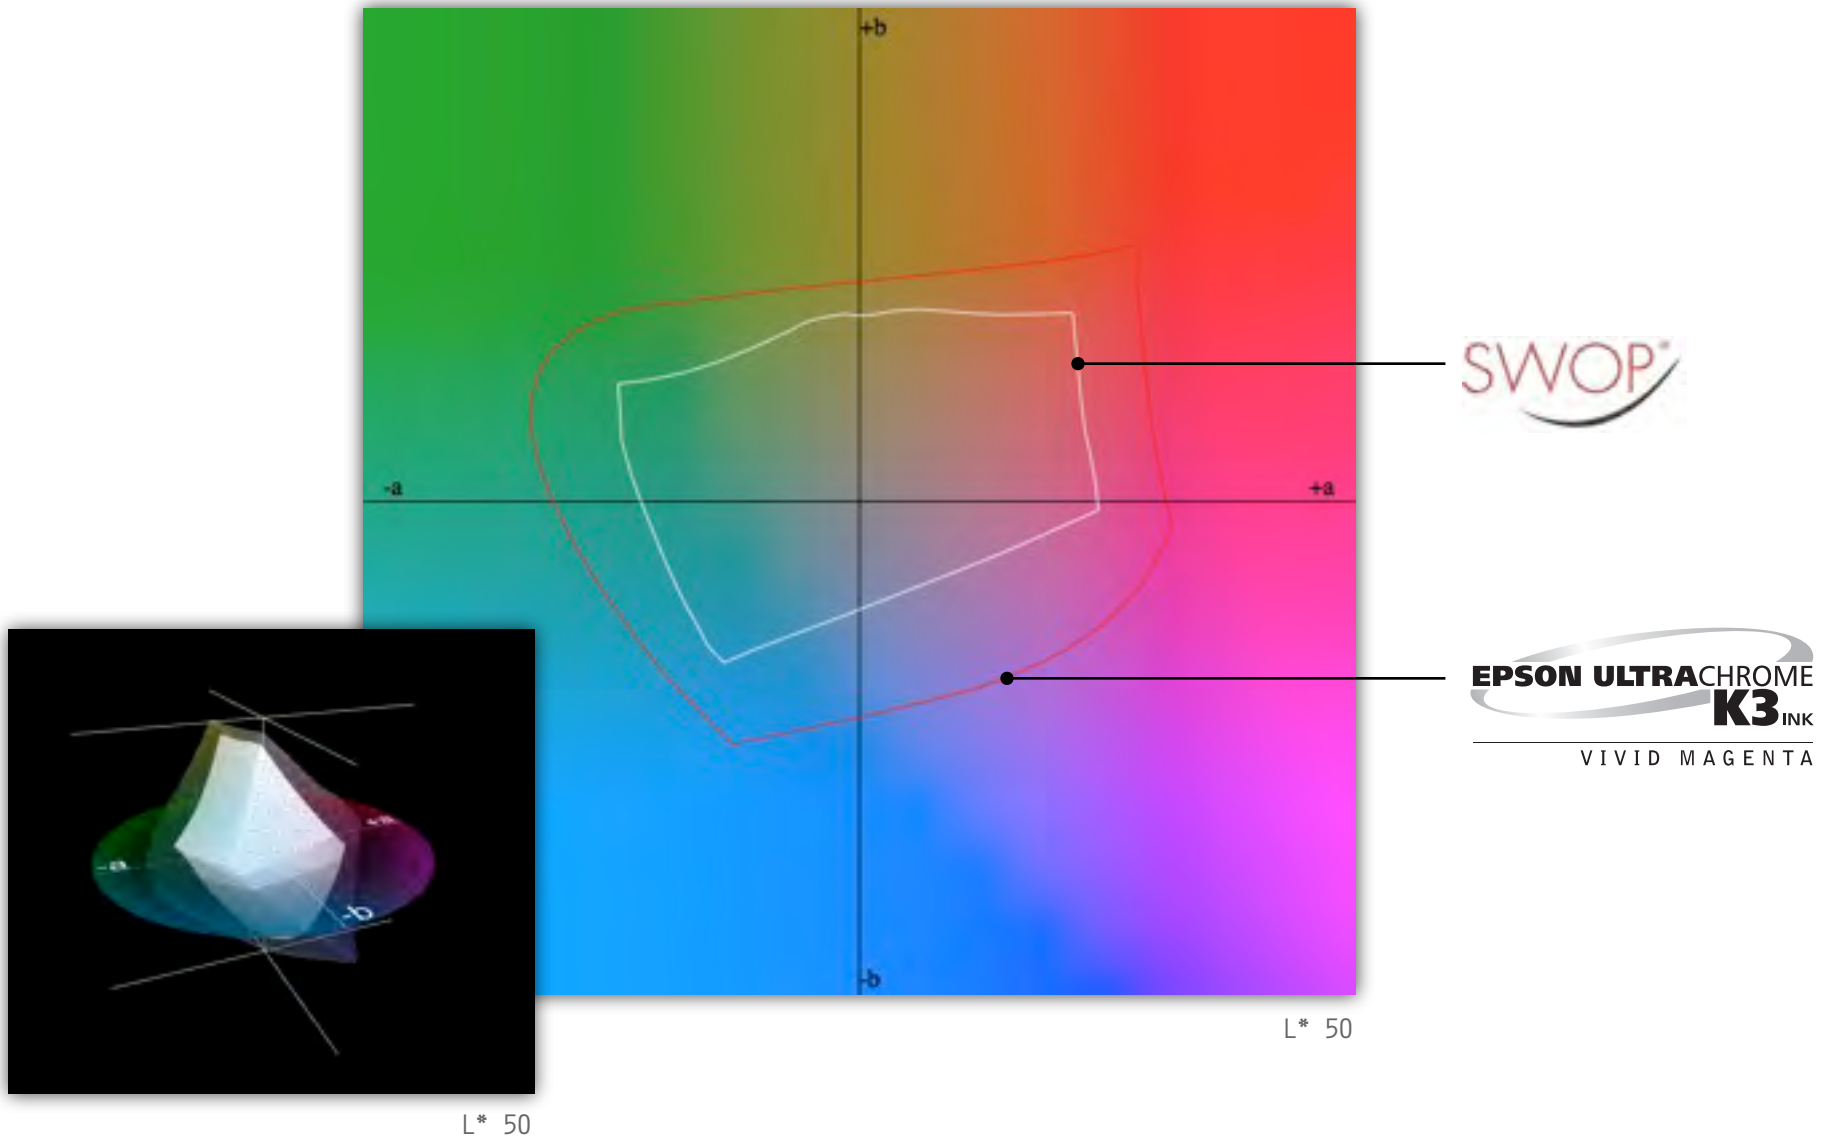 +b
-a
+a
-b
L* 50
SWOP®
EPSON ULTRACHROME
K3 INK
VIVID MAGENTA
-a
+a
-b
L* 50